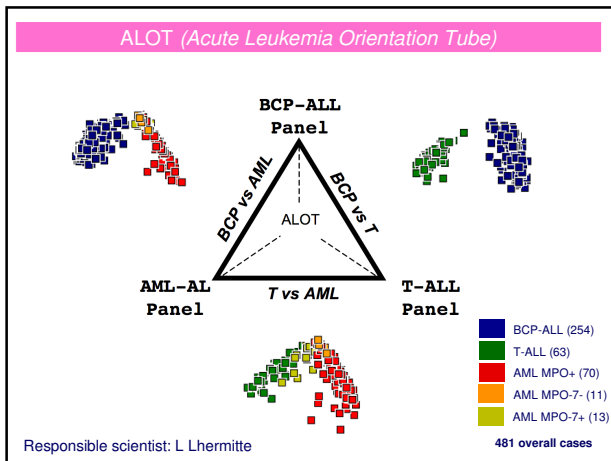 ALOT (Acute Leukemia Orientation Tube)
BCP-ALL
Panel
BCP vs AML
BCP vs T
ALOT
AML-AL
Panel
T vs AML
T-ALL
Panel
BCP-ALL (254)
T-ALL (63)
AML MPO+ (70)
AML MPO-7- (11)
AML MPO-7+ (13)
481 overall cases
Responsible scientist: L Lhermitte